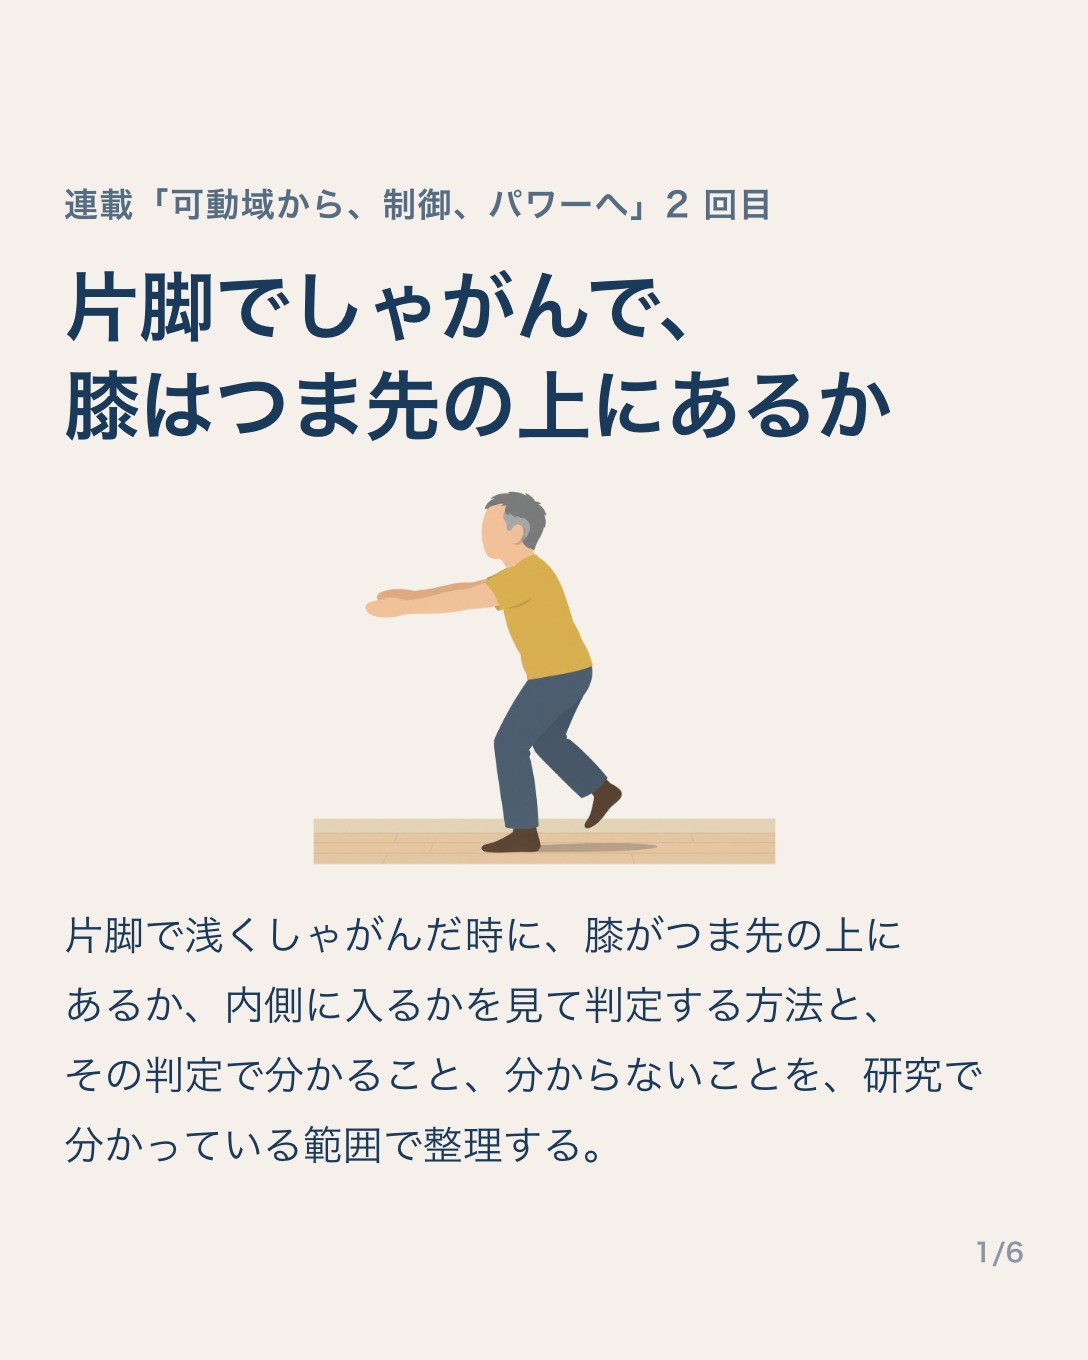 連載「可動域から、制御、パワーへ」2 回目
片脚でしゃがんで、
膝はつま先の上にあるか
片脚で浅くしゃがんだ時に、膝がつま先の上に
あるか、内側に入るかを見て判定する方法と、
その判定で分かること、分からないことを、研究で
分かっている範囲で整理する。
1/6